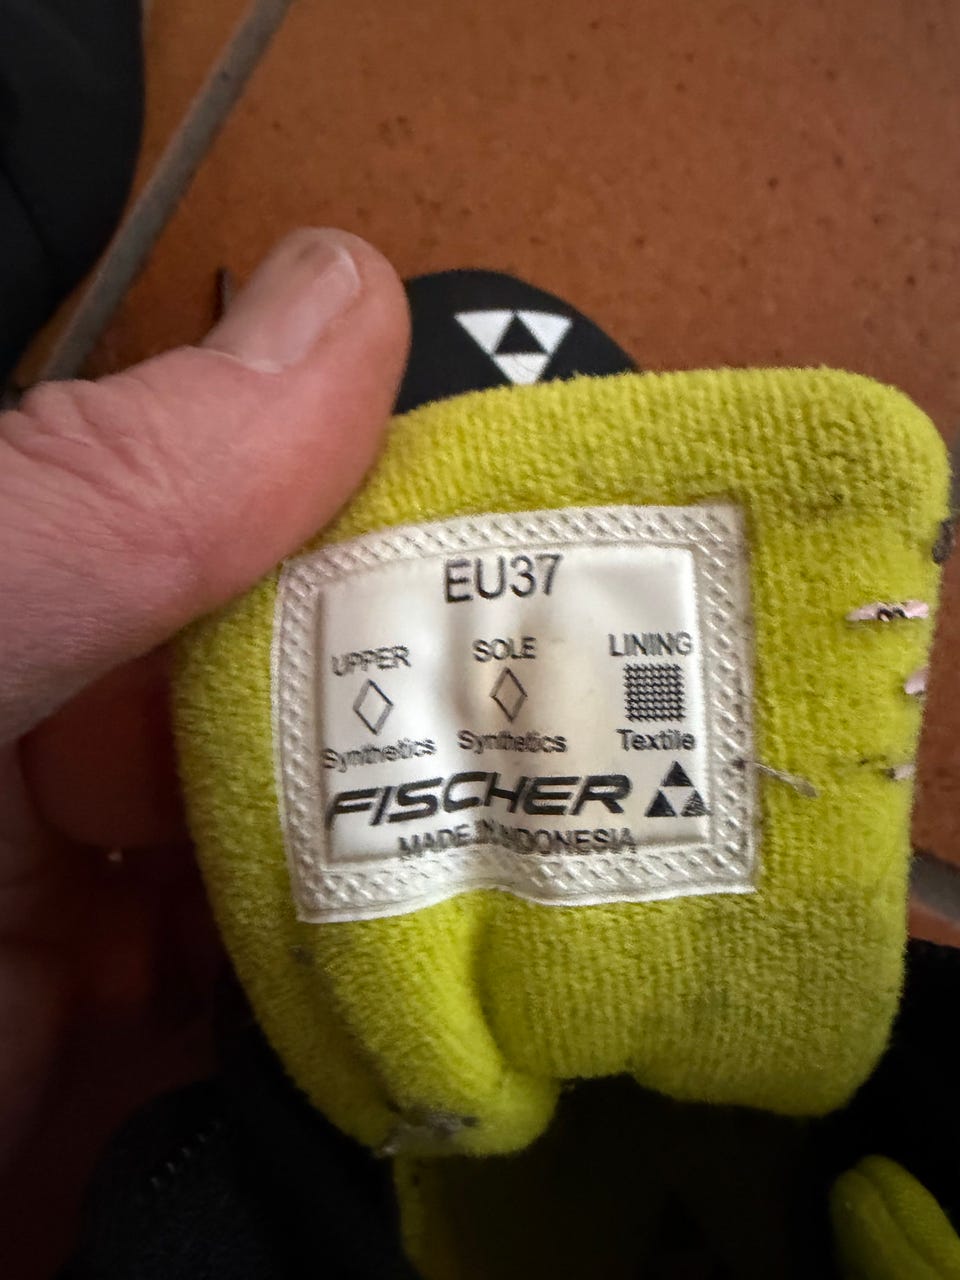 EU37
UPPER SOLE LINING
Synthetics Synthetics Textile
FISCHER
MADE IN INDONESIA